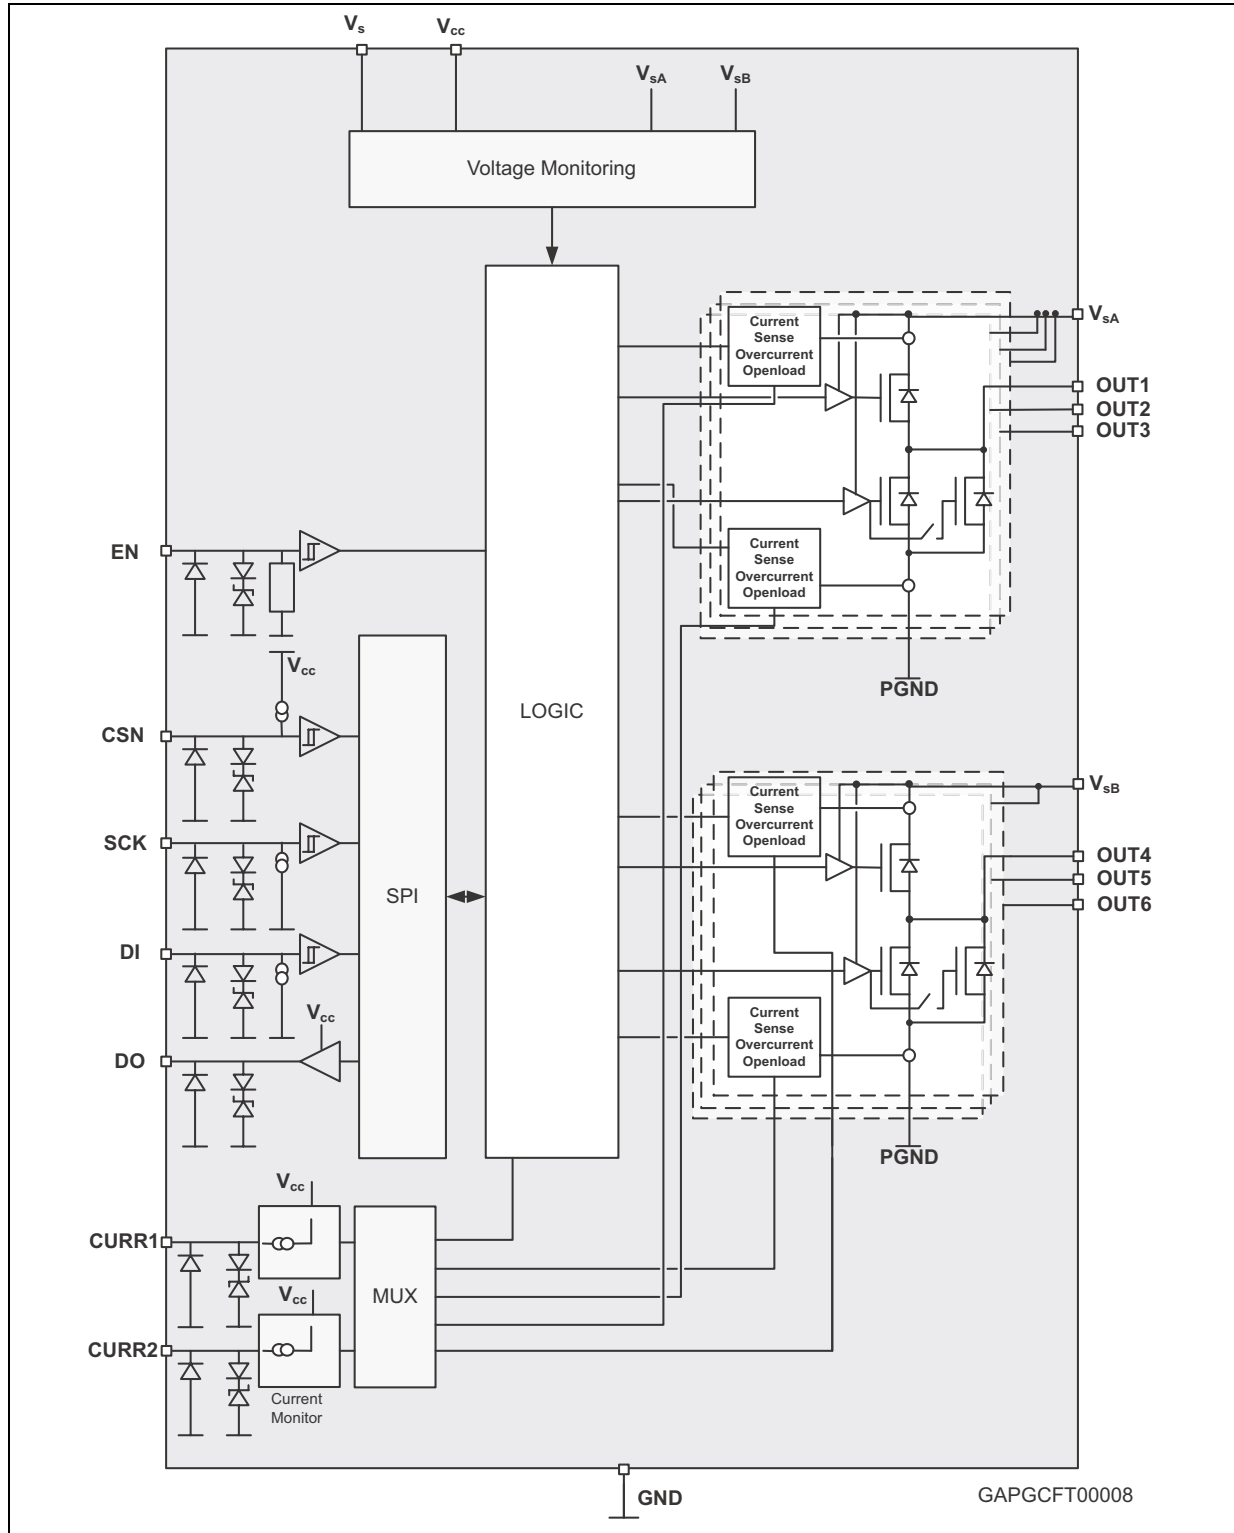 Vs
Vcc
VsA
VsB
Voltage Monitoring
Current
Sense
Overcurrent
Openload
VsA
OUT1
OUT2
OUT3
EN
Current
Sense
Overcurrent
Openload
Vcc
PGND
LOGIC
CSN
VsB
Current
Sense
Overcurrent
Openload
SCK
OUT4
OUT5
OUT6
SPI
DI
Vcc
DO
Current
Sense
Overcurrent
Openload
PGND
Vcc
CURR1
MUX
Vcc
CURR2
Current
Monitor
GND
GAPGCFT00008